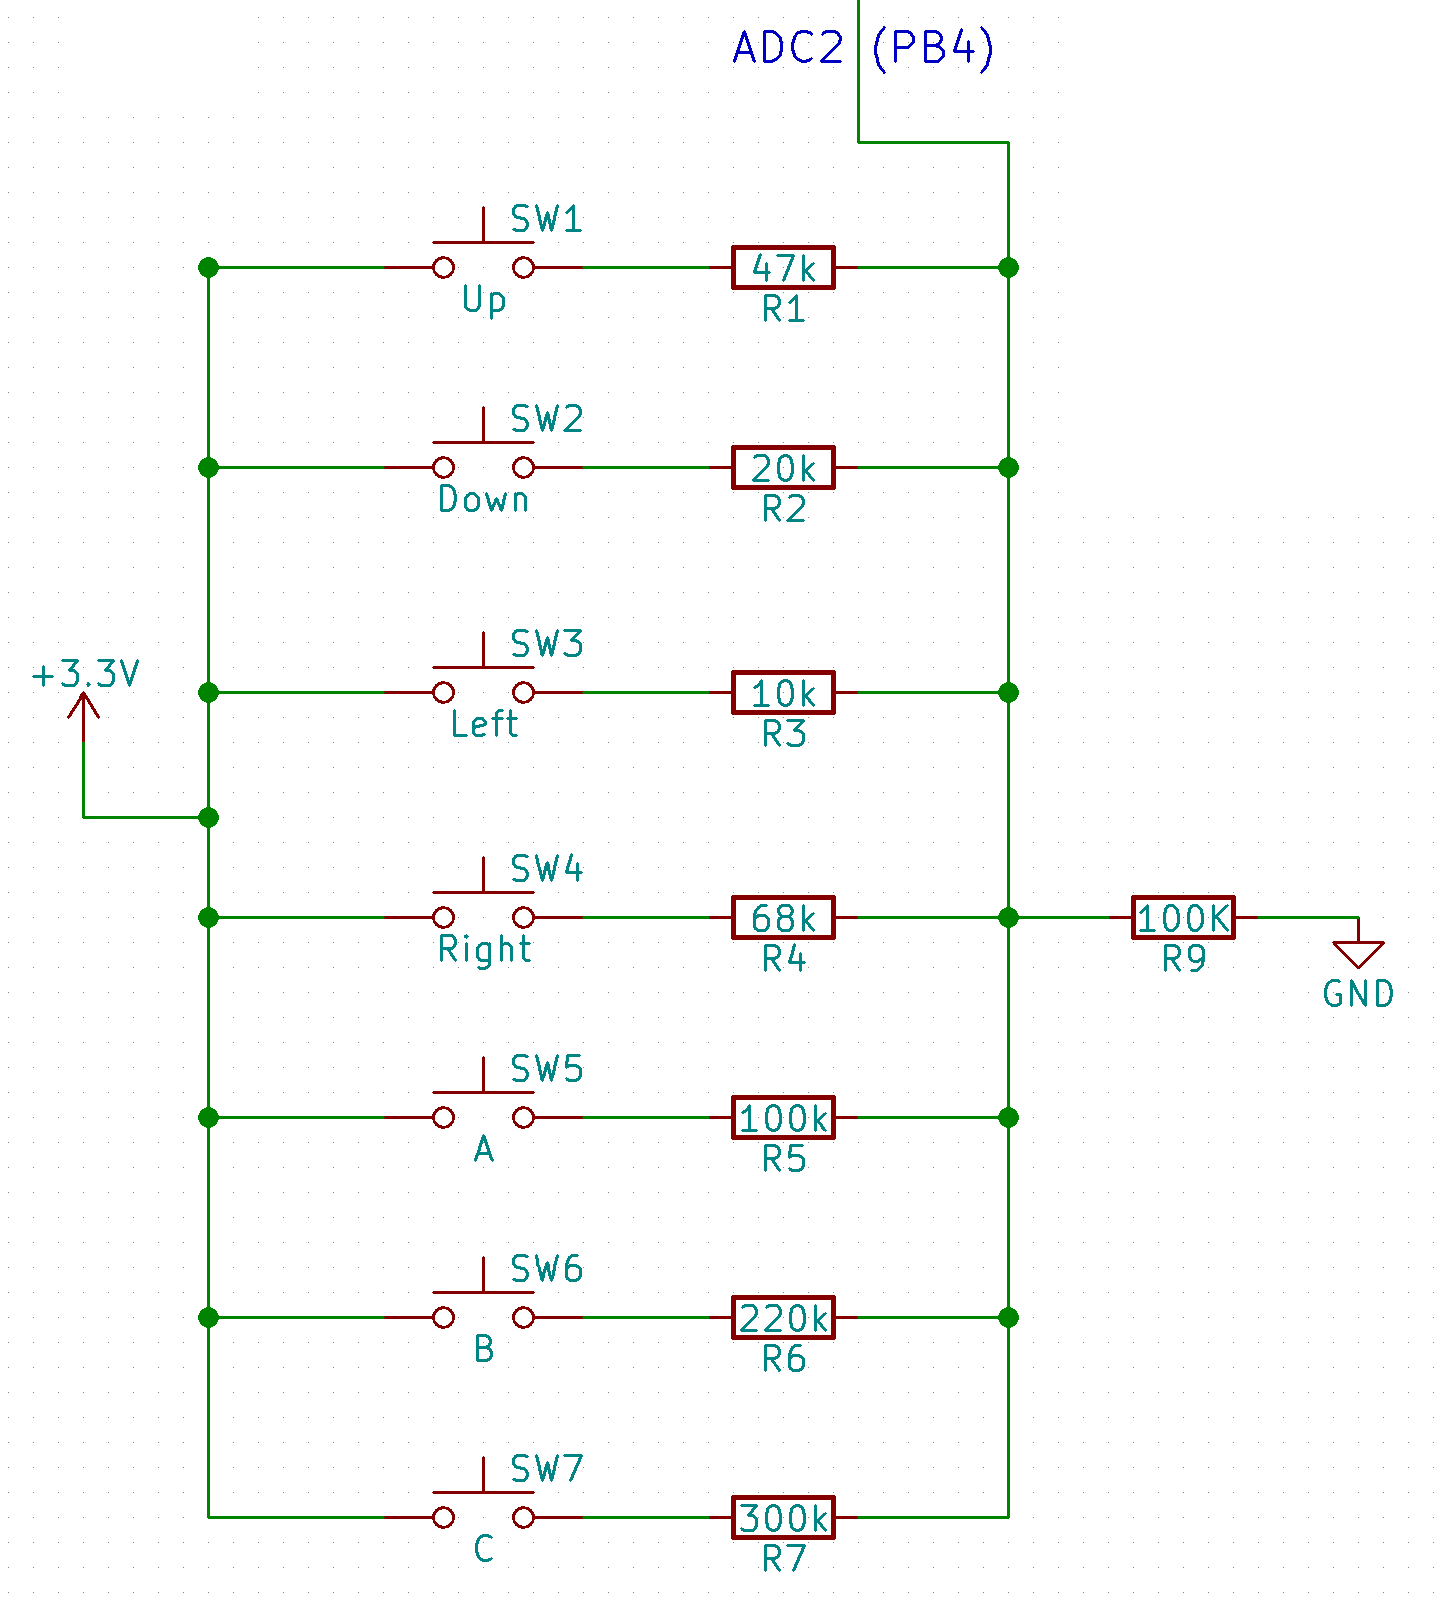 ADC2 (PB4)
SW1
47k
Up
R1
SW2
20k
Down
R2
SW3
+3.3V
10k
Left
R3
SW4
68k
100K
Right
R4
R9
GND
SW5
100k
A
R5
SW6
220k
B
R6
SW7
300k
C
R7